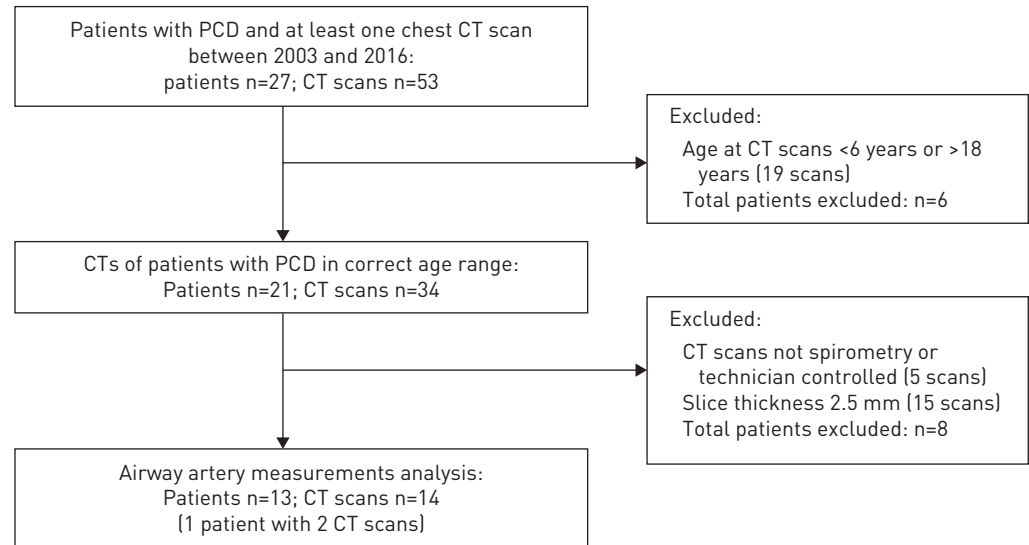 Patients with PCD and at least one chest CT scan
between 2003 and 2016:
patients n=27; CT scans n=53
Excluded:
Age at CT scans <6 years or >18
years (19 scans)
Total patients excluded: n=6
CTs of patients with PCD in correct age range:
Patients n=21; CT scans n=34
Excluded:
CT scans not spirometry or
technician controlled (5 scans)
Slice thickness 2.5 mm (15 scans)
Total patients excluded: n=8
Airway artery measurements analysis:
Patients n=13; CT scans n=14
(1 patient with 2 CT scans)